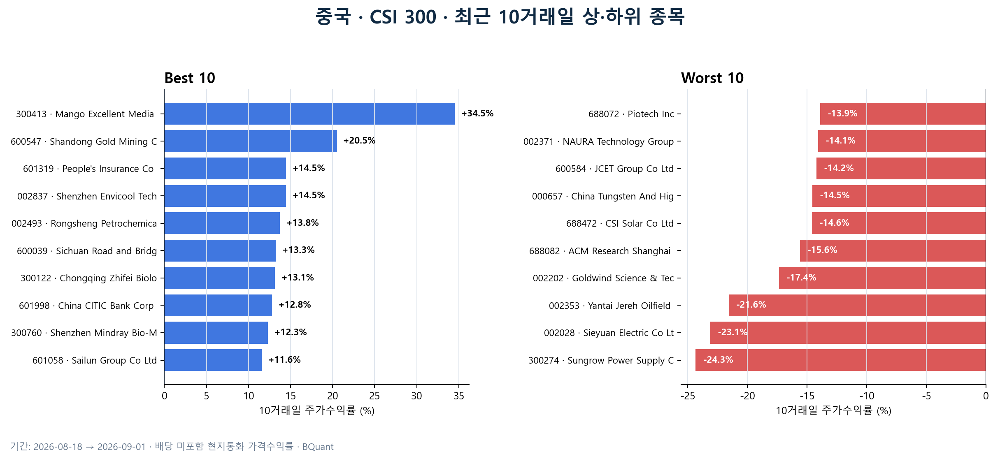 중국 · CSI 300 · 최근 10거래일 상·하위 종목
Best 10
300413 · Mango Excellent Media
+34.5%
600547 · Shandong Gold Mining C
+20.5%
601319 · People's Insurance Co
+14.5%
002837 · Shenzhen Envicool Tech
+14.5%
002493 · Rongsheng Petrochemica
+13.8%
600039 · Sichuan Road and Bridg
+13.3%
300122 · Chongqing Zhifei Biolo
+13.1%
601998 · China CITIC Bank Corp
+12.8%
300760 · Shenzhen Mindray Bio-M
+12.3%
601058 · Sailun Group Co Ltd
+11.6%
0 5 10 15 20 25 30 35
10거래일 주가수익률 (%)
Worst 10
688072 · Piotech Inc
-13.9%
002371 · NAURA Technology Group
-14.1%
600584 · JCET Group Co Ltd
-14.2%
000657 · China Tungsten And Hig
-14.5%
688472 · CSI Solar Co Ltd
-14.6%
688082 · ACM Research Shanghai
-15.6%
002202 · Goldwind Science & Tec
-17.4%
002353 · Yantai Jereh Oilfield
-21.6%
002028 · Sieyuan Electric Co Lt
-23.1%
300274 · Sungrow Power Supply C
-24.3%
-25 -20 -15 -10 -5 0
10거래일 주가수익률 (%)
기간: 2026-08-18 → 2026-09-01 · 배당 미포함 현지통화 가격수익률 · BQuant